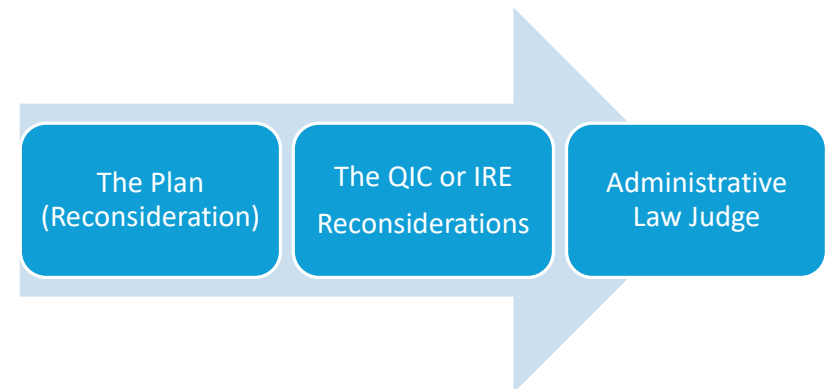 The Plan
(Reconsideration)
The QIC or IRE
Reconsiderations
Administrative
Law Judge